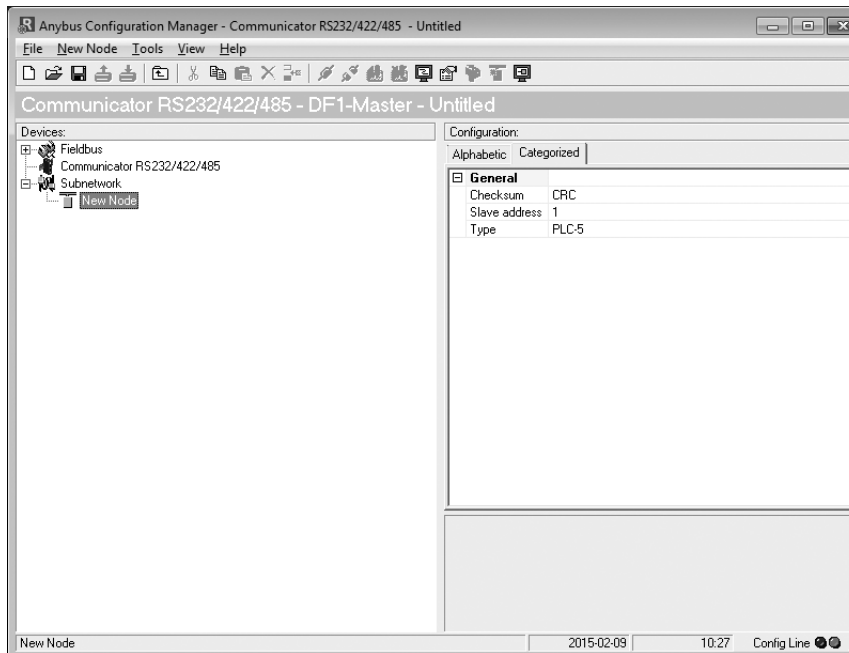 Anybus Configuration Manager - Communicator RS232/422/485 - Untitled
File New Node Tools View Help
Communicator RS232/422/485 - DF1-Master - Untitled
Devices:
Fieldbus
Communicator RS232/422/485
Subnetwork
New Node
Configuration:
Alphabetic Categorized
General
Checksum CRC
Slave address 1
Type PLC-5
New Node 2015-02-09 10:27 Config Line